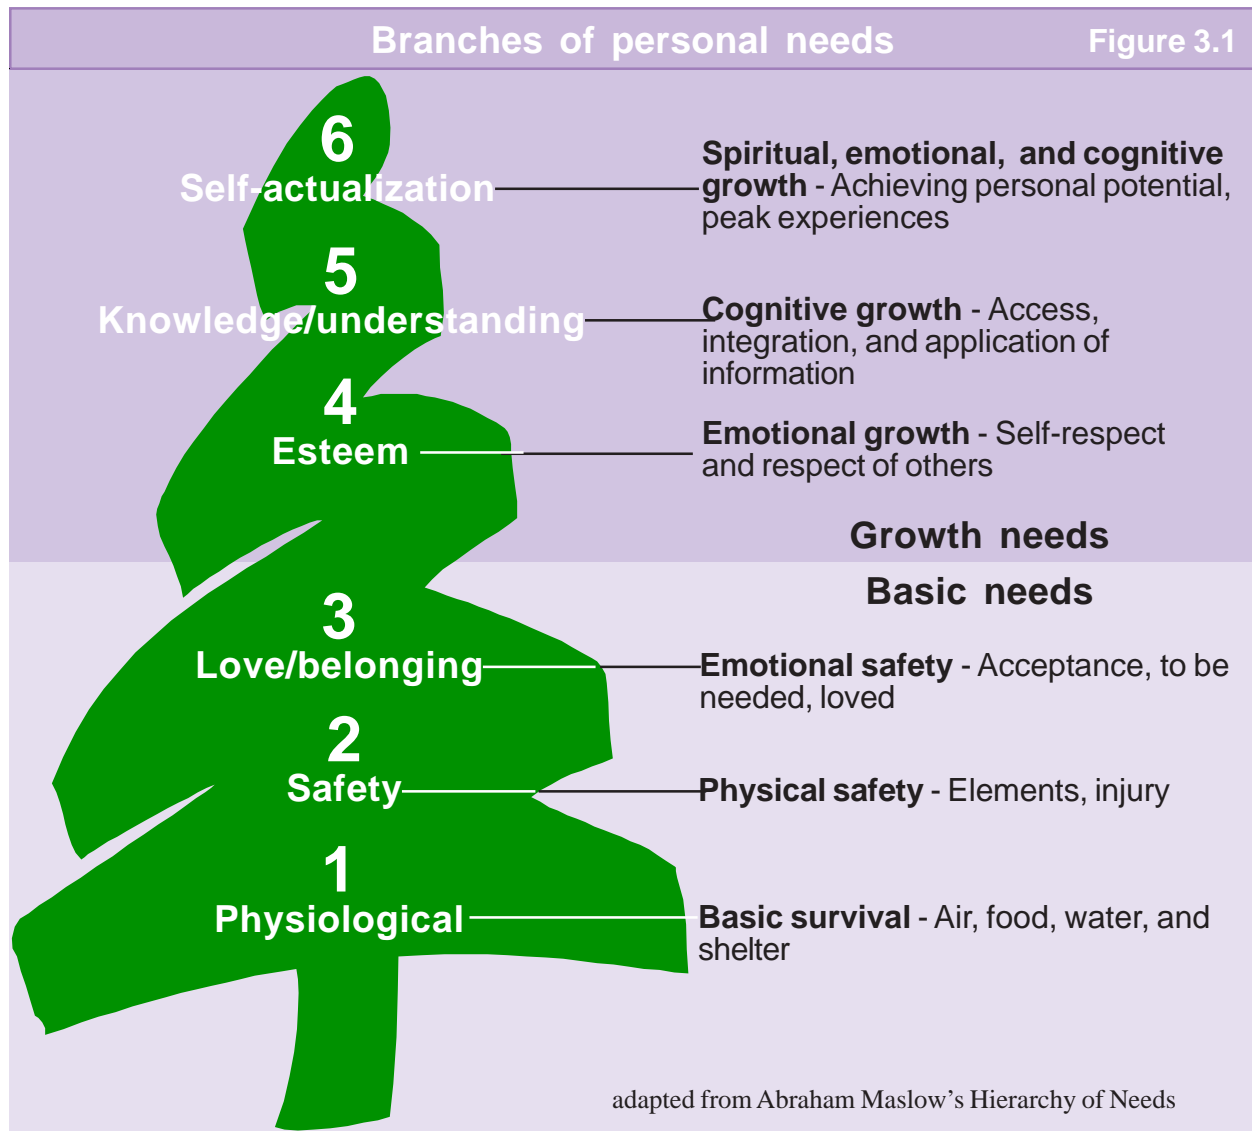 Branches of personal needs
Figure 3.1
6
Self-actualization
Spiritual, emotional, and cognitive
growth - Achieving personal potential,
peak experiences
5
Knowledge/understanding
Cognitive growth - Access,
integration, and application of
information
4
Esteem
Emotional growth - Self-respect
and respect of others
Growth needs
Basic needs
3
Love/belonging
Emotional safety - Acceptance, to be
needed, loved
2
Safety
Physical safety - Elements, injury
1
Physiological
Basic survival - Air, food, water, and
shelter
adapted from Abraham Maslow's Hierarchy of Needs